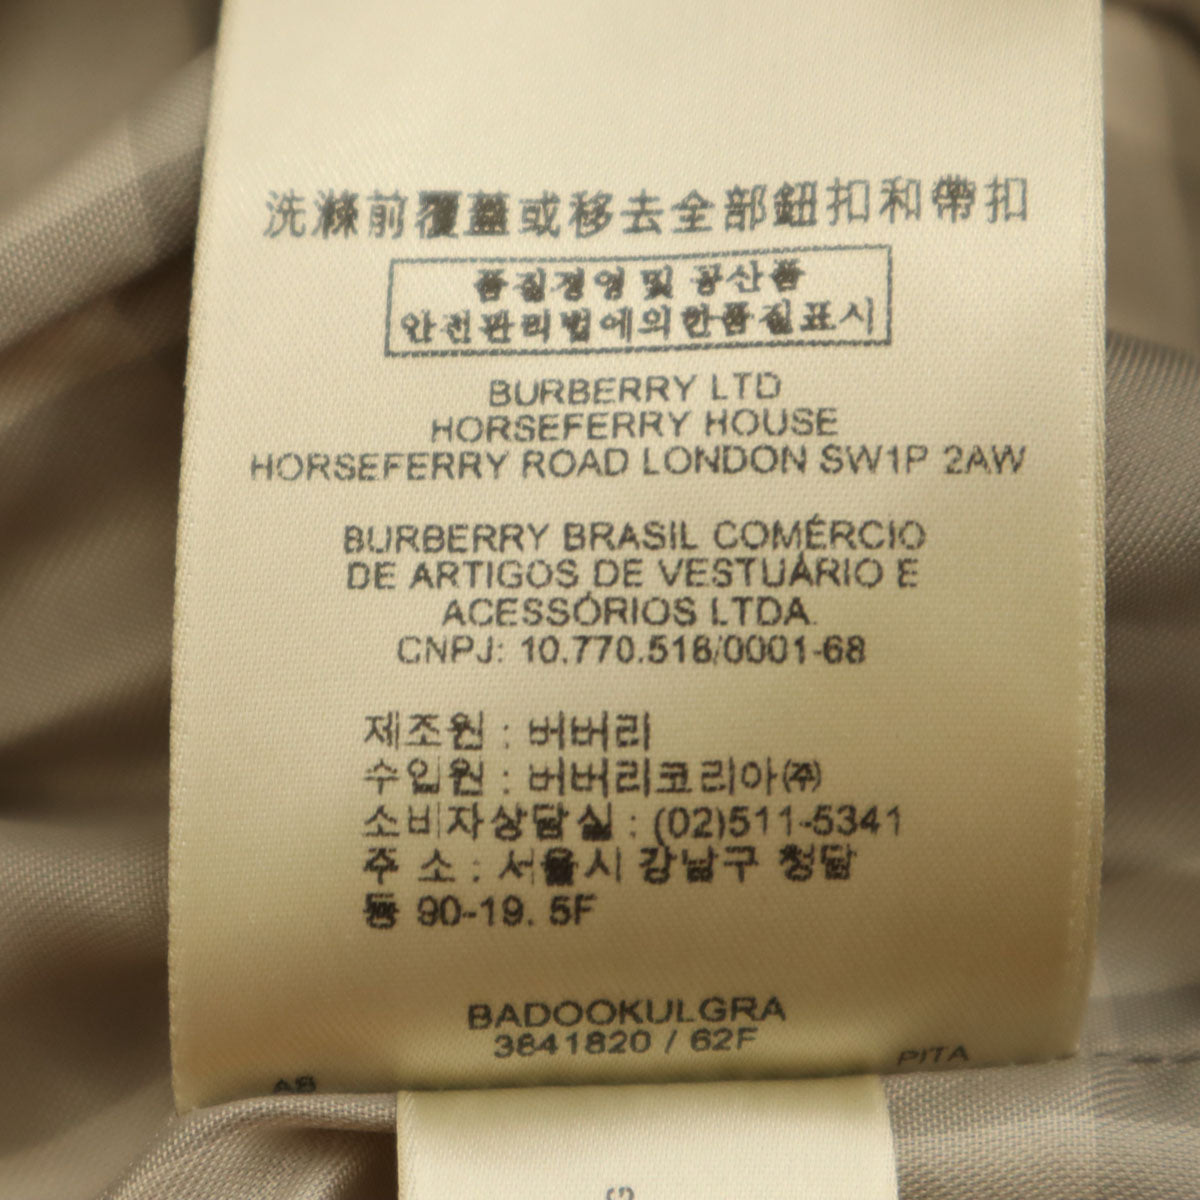 洗滌前覆蓋或移去全部鈕扣和帶扣
품질경영 및 공산품
안전관리법에의한품질표시
BURBERRY LTD
HORSEFERRY HOUSE
HORSEFERRY ROAD LONDON SW1P 2AW
BURBERRY BRASIL COMÉRCIO
DE ARTIGOS DE VESTUÁRIO E
ACESSÓRIOS LTDA.
CNPJ: 10.770.518/0001-68
제조원 : 버버리
수입원 : 버버리코리아㈜
소비자상담실 : (02)511-5341
주 소 : 서울시 강남구 청담
동 90-19. 5F
BADOOKULGRA
3841820 / 62F
PITA
AB